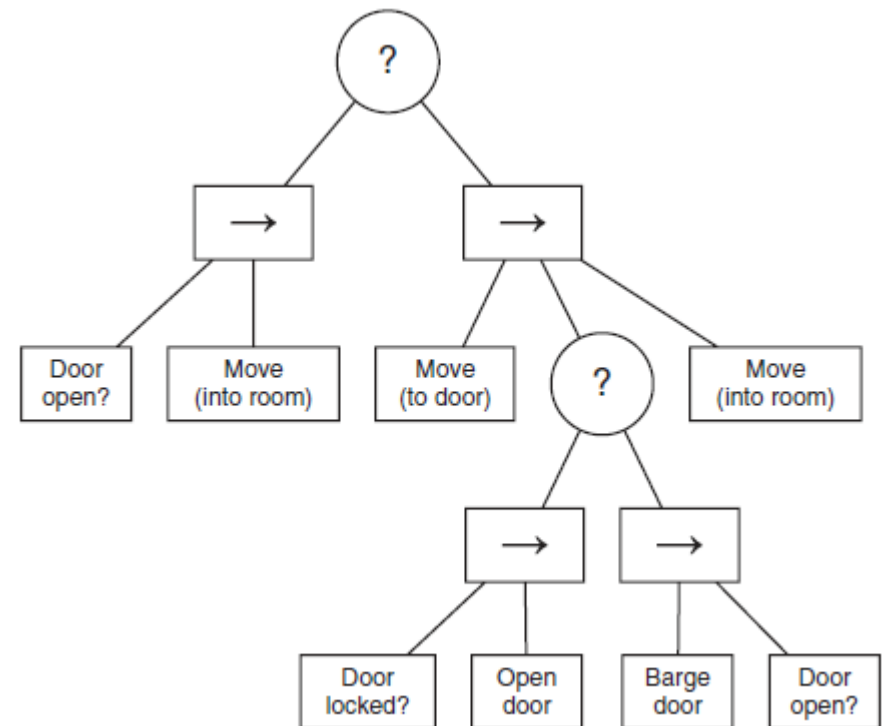 ?
→ →
Door
open?
Move
(into room)
Move
(to door)
?
Move
(into room)
→ →
Door
locked?
Open
door
Barge
door
Door
open?